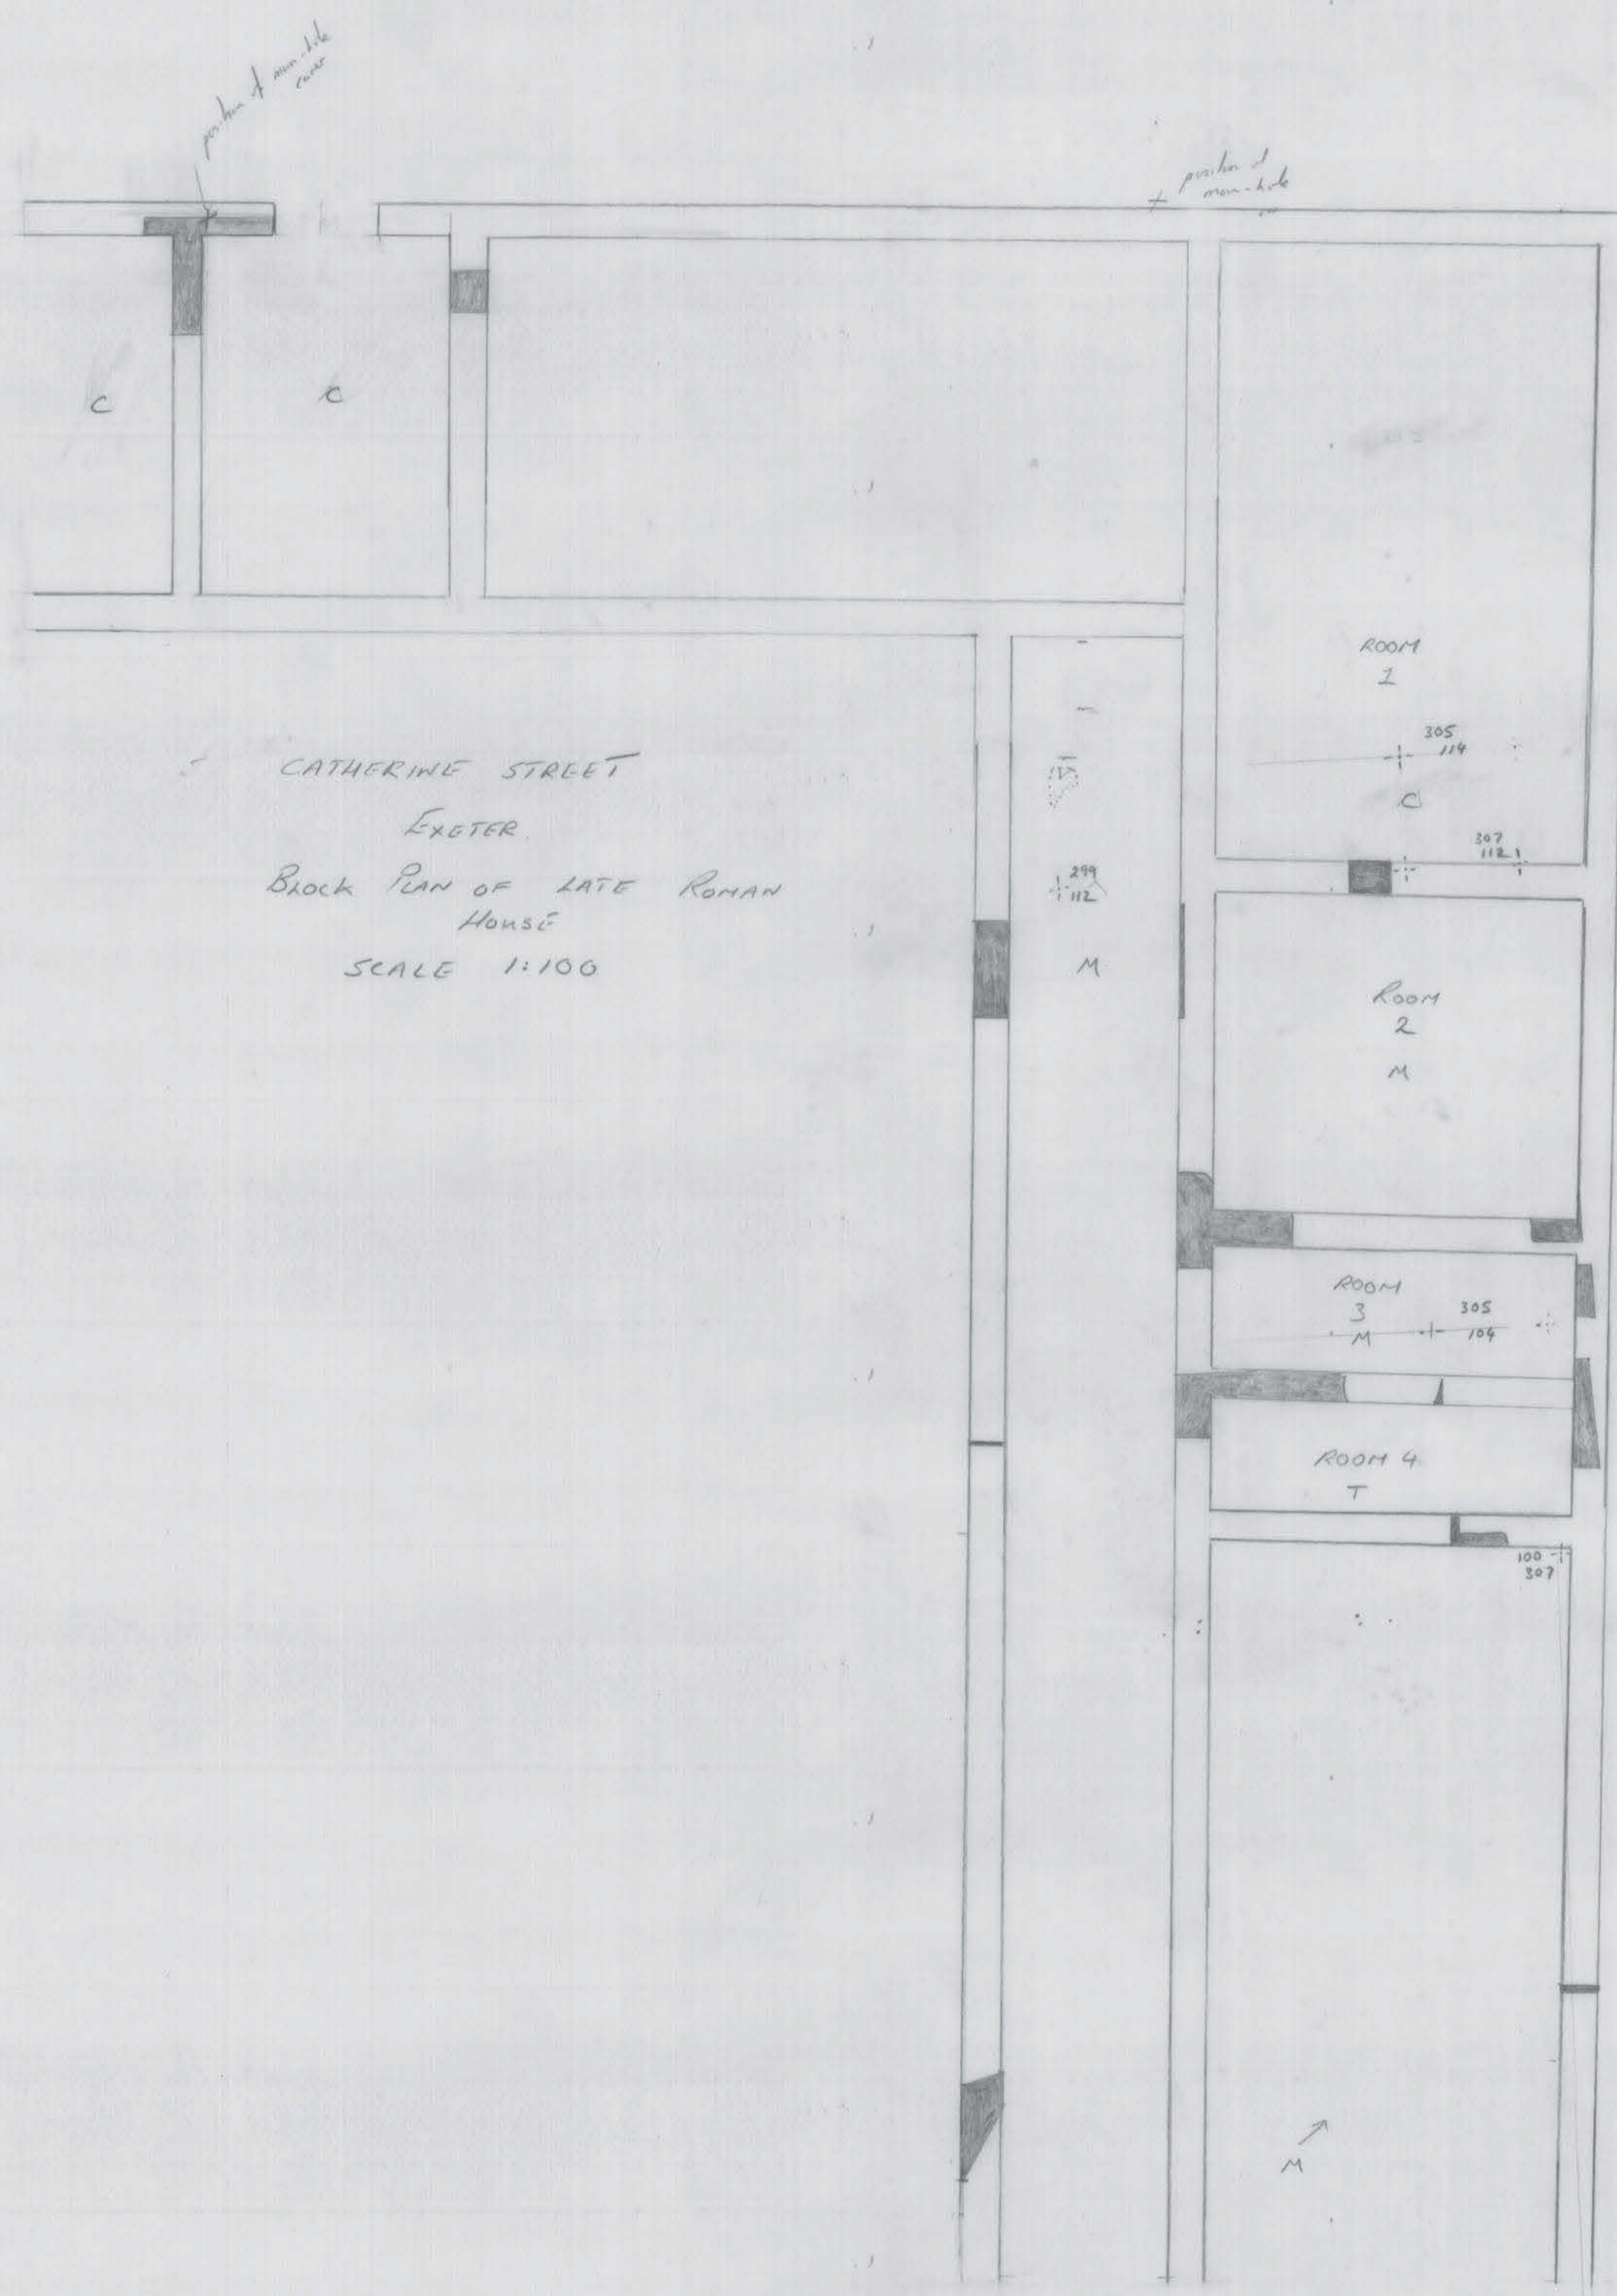 position of man-hole
cover
position of
man-hole
C
C
ROOM
1
305
114
C
307
112
CATHERINE STREET
EXETER.
BLOCK PLAN OF LATE ROMAN
HOUSE
SCALE 1:100
299
112
M
ROOM
2
M
ROOM
3
M
305
104
ROOM 4
T
100
307
M